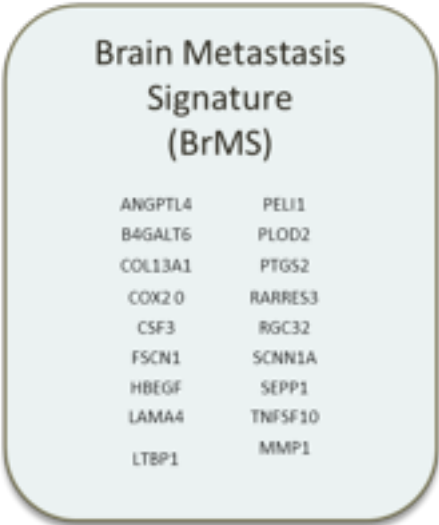 Brain Metastasis
Signature
(BrMS)
ANGPTL4
B4GALT6
COL13A1
COX2 0
CSF3
FSCN1
HBEGF
LAMA4
LTBP1
PELI1
PLOD2
PTGS2
RARRES3
RGC32
SCNN1A
SEPP1
TNFSF10
MMP1